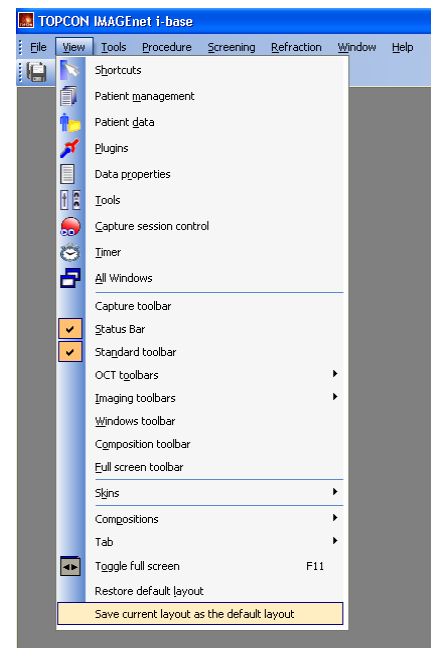 TOPCON IMAGEnet i-base
File View Tools Procedure Screening Refraction Window Help
Shortcuts
Patient management
Patient data
Plugins
Data properties
Tools
Capture session control
Timer
All Windows
Capture toolbar
Status Bar
Standard toolbar
OCT toolbars
Imaging toolbars
Windows toolbar
Composition toolbar
Full screen toolbar
Skins
Compositions
Tab
Toggle full screen F11
Restore default layout
Save current layout as the default layout